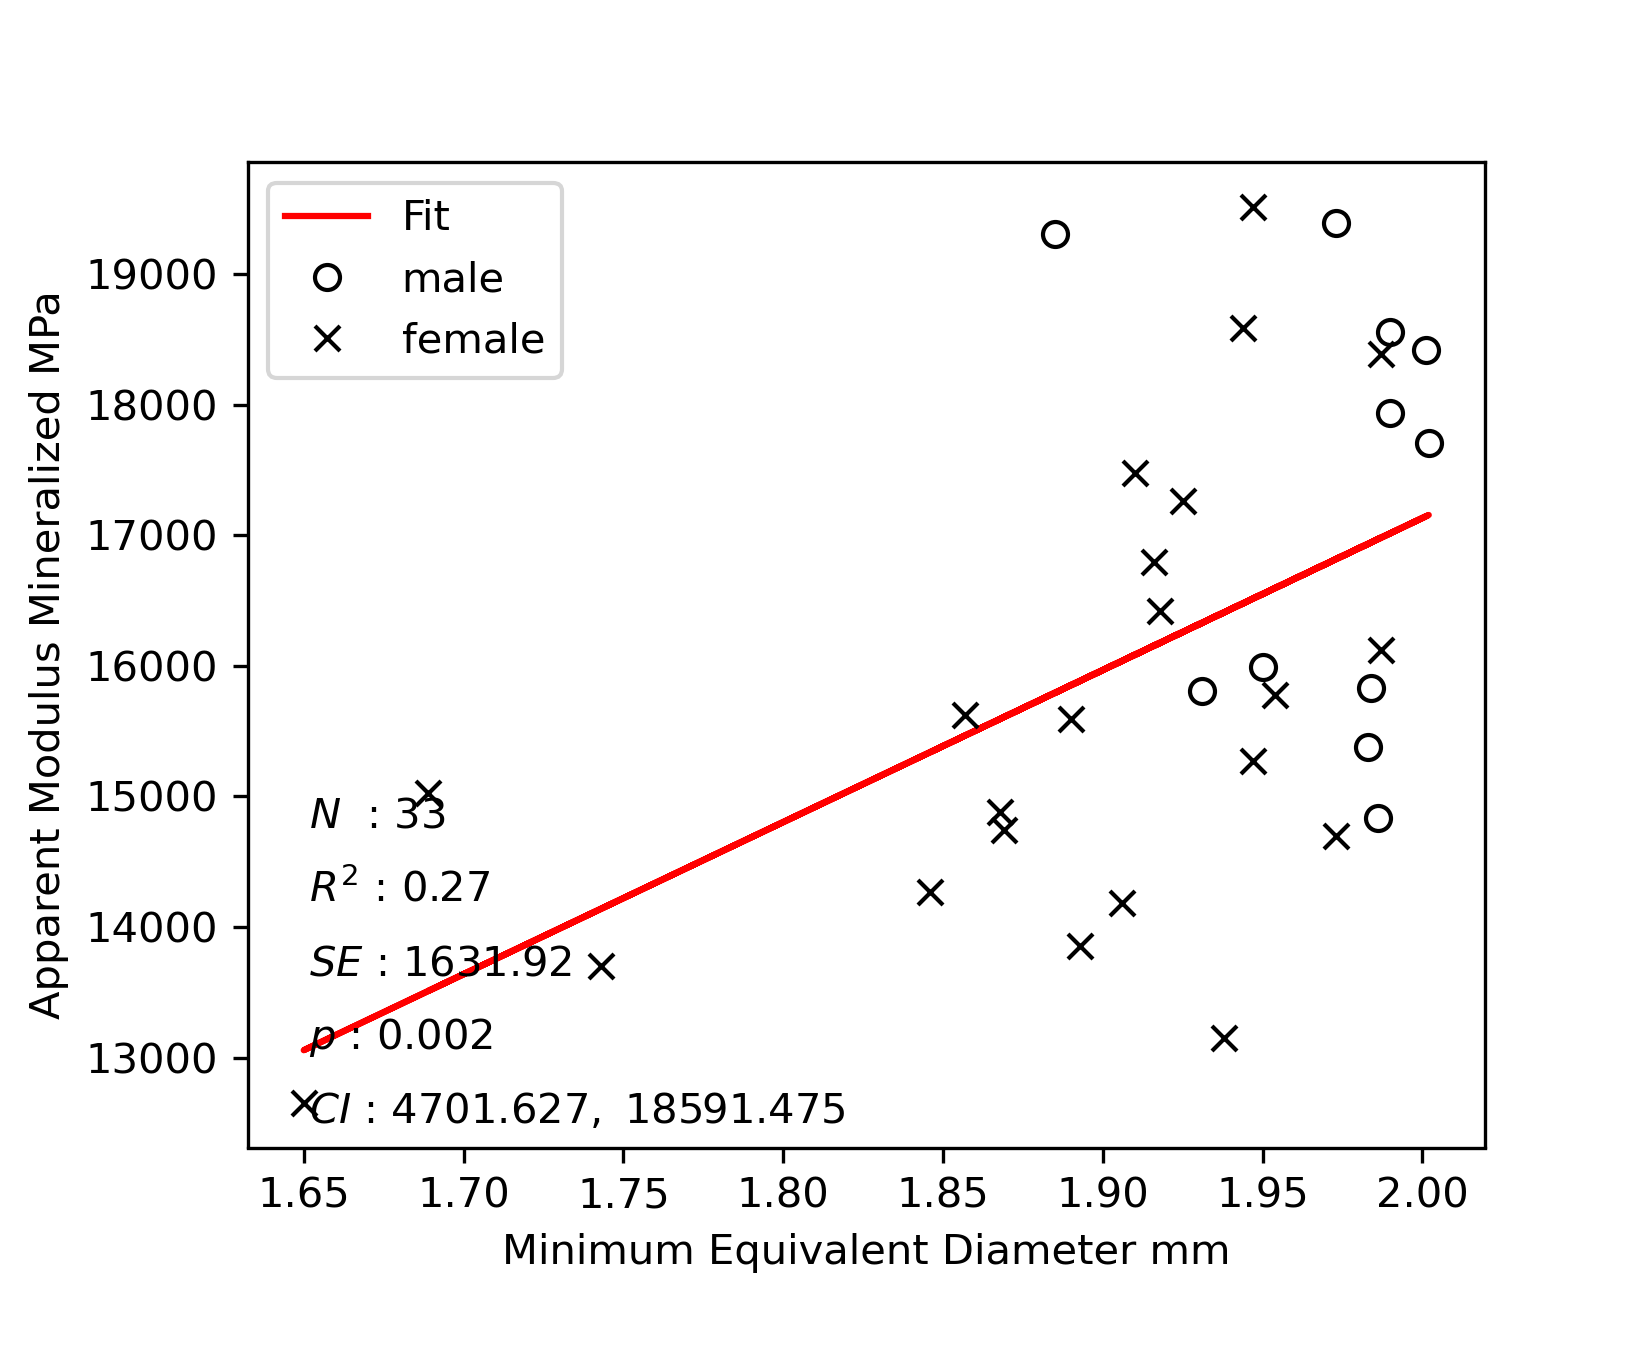 Fit
male
female
19000
18000
17000
16000
15000
14000
13000
Apparent Modulus Mineralized MPa
N : 33
R² : 0.27
SE : 1631.92
p : 0.002
CI : 4701.627, 18591.475
1.65 1.70 1.75 1.80 1.85 1.90 1.95 2.00
Minimum Equivalent Diameter mm